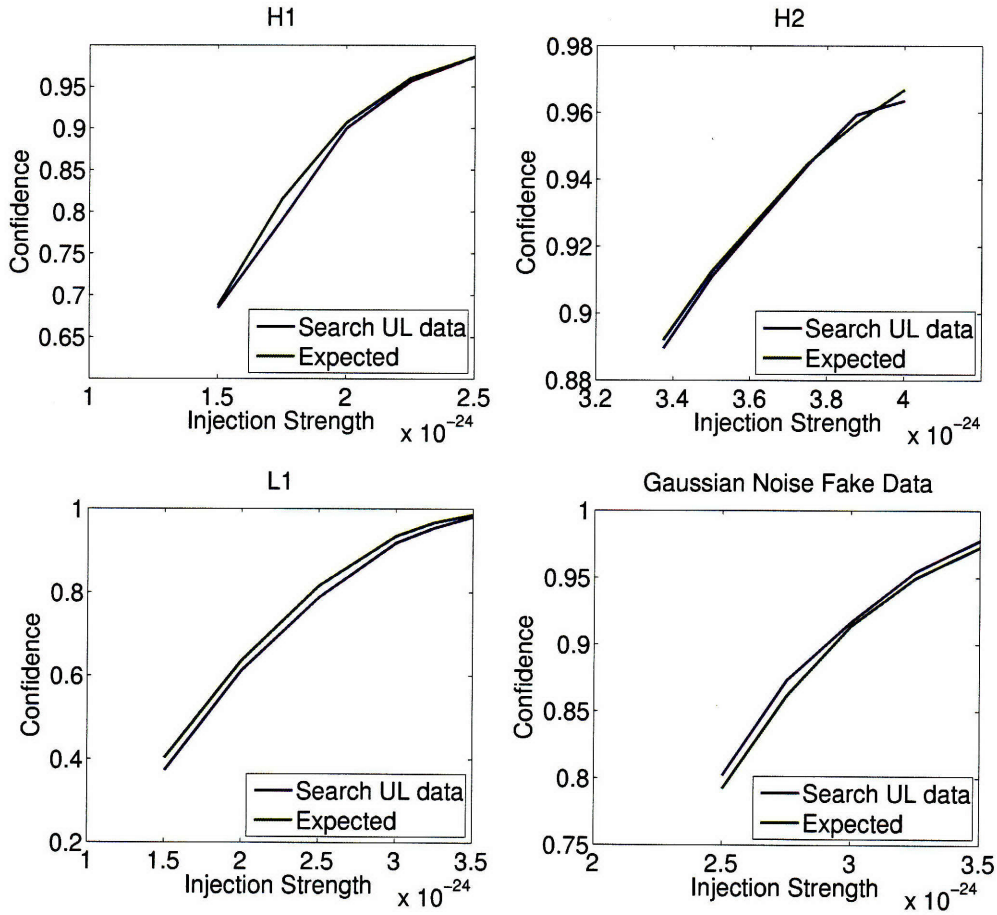 H1
Confidence
0.95
0.9
0.85
0.8
0.75
0.7
0.65
Search UL data
Expected
1
1.5
2
2.5
Injection Strength
x 10⁻²⁴
H2
Confidence
0.98
0.96
0.94
0.92
0.9
0.88
Search UL data
Expected
3.2
3.4
3.6
3.8
4
Injection Strength
x 10⁻²⁴
L1
Confidence
1
0.8
0.6
0.4
0.2
Search UL data
Expected
1
1.5
2
2.5
3
3.5
Injection Strength
x 10⁻²⁴
Gaussian Noise Fake Data
Confidence
1
0.95
0.9
0.85
0.8
0.75
Search UL data
Expected
2
2.5
3
3.5
Injection Strength
x 10⁻²⁴